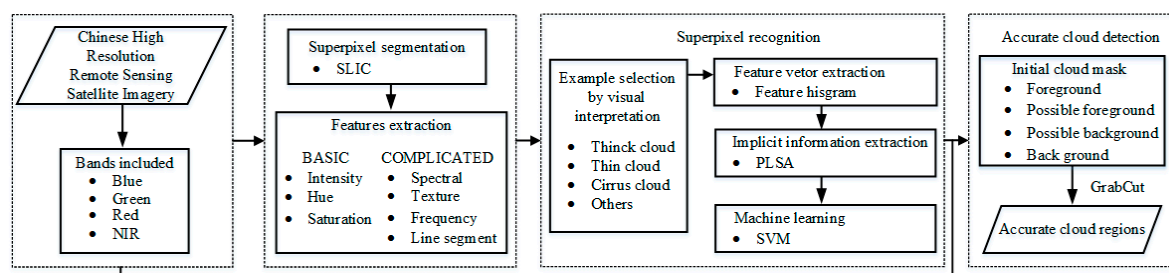 Chinese High
Resolution
Remote Sensing
Satellite Imagery
Bands included
Blue
Green
Red
NIR
Superpixel segmentation
SLIC
Features extraction
BASIC
Intensity
Hue
Saturation
COMPLICATED
Spectral
Texture
Frequency
Line segment
Superpixel recognition
Example selection
by visual
interpretation
Thinck cloud
Thin cloud
Cirrus cloud
Others
Feature vetor extraction
Feature hisgram
Implicit information extraction
PLSA
Machine learning
SVM
Accurate cloud detection
Initial cloud mask
Foreground
Possible foreground
Possible background
Back ground
GrabCut
Accurate cloud regions